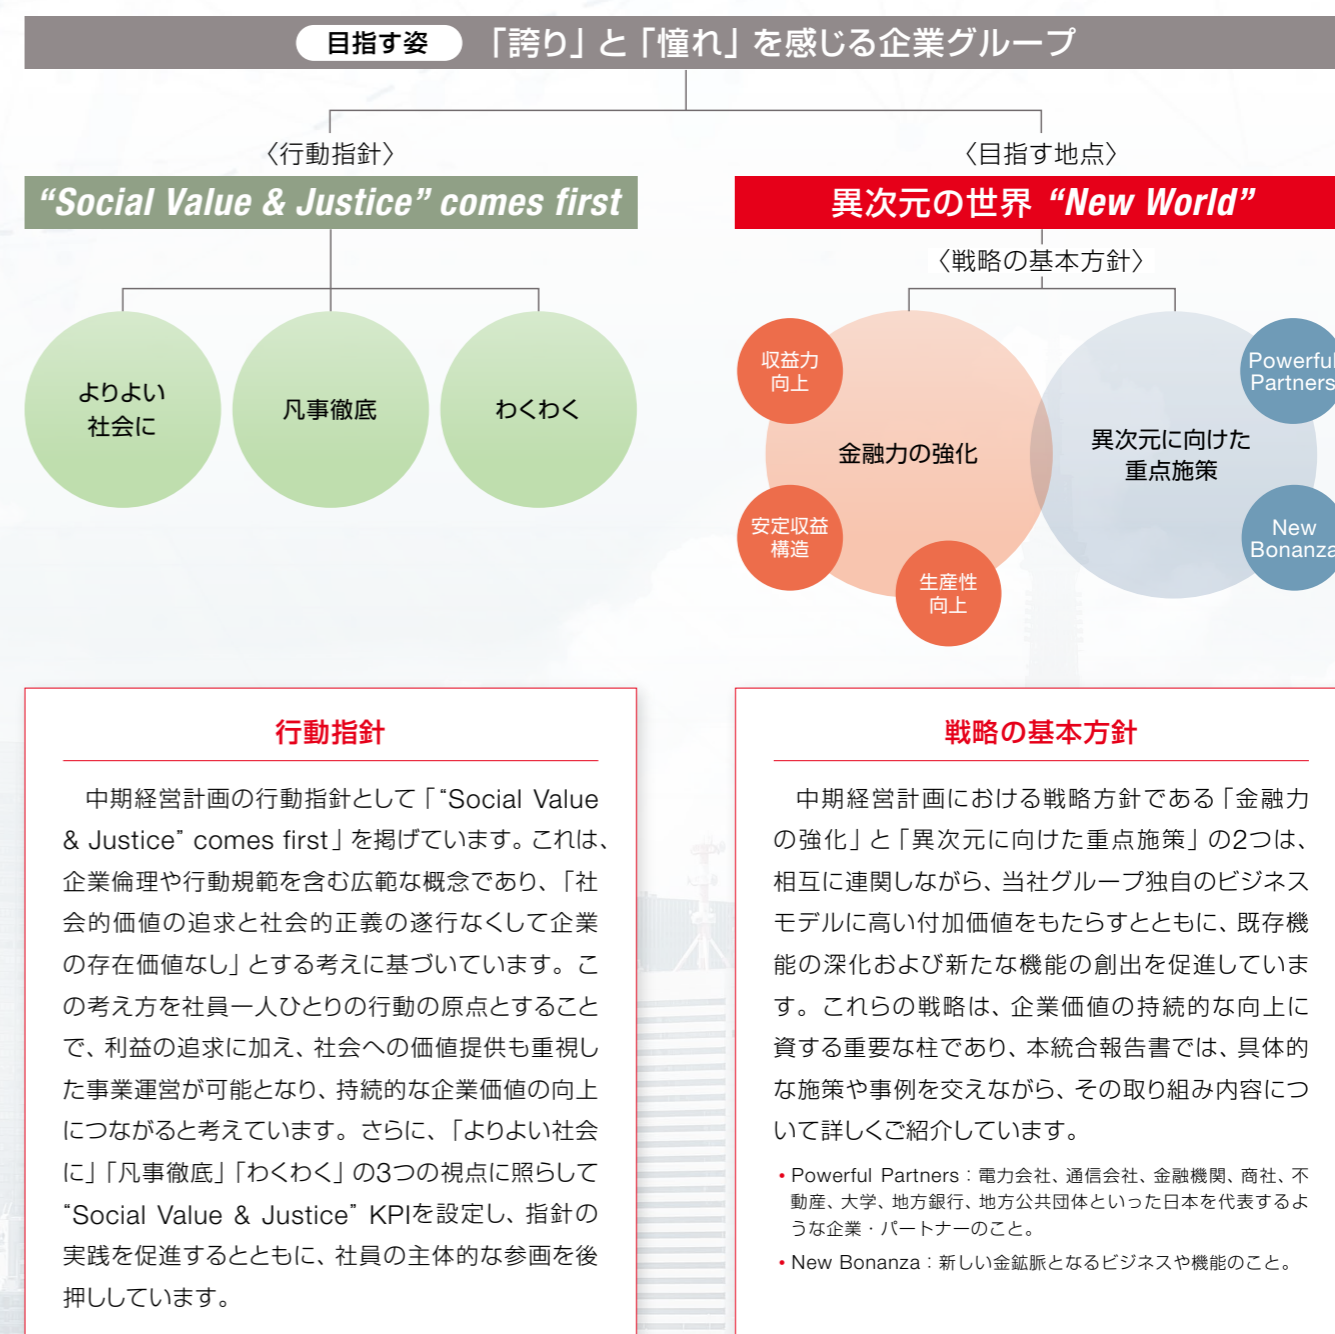 目指す姿 「誇り」と「憧れ」を感じる企業グループ
〈行動指針〉
“Social Value & Justice” comes first
よりよい
社会に
凡事徹底
わくわく
〈目指す地点〉
異次元の世界 “New World”
〈戦略の基本方針〉
収益力
向上
金融力の強化
安定収益
構造
生産性
向上
異次元に向けた
重点施策
Powerful
Partners
New
Bonanza
行動指針
中期経営計画の行動指針として「“Social Value
& Justice” comes first」を掲げています。これは、
企業倫理や行動規範を含む広範な概念であり、「社
会的価値の追求と社会的正義の遂行なくして企業
の存在価値なし」とする考えに基づいています。こ
の考え方を社員一人ひとりの行動の原点とすること
で、利益の追求に加え、社会への価値提供も重視し
た事業運営が可能となり、持続的な企業価値の向上
につながると考えています。さらに、「よりよい社会
に」「凡事徹底」「わくわく」の3つの視点に照らして
“Social Value & Justice” KPIを設定し、指針の
実践を促進するとともに、社員の主体的な参画を後
押ししています。
戦略の基本方針
中期経営計画における戦略方針である「金融力
の強化」と「異次元に向けた重点施策」の2つは、
相互に連関しながら、当社グループ独自のビジネス
モデルに高い付加価値をもたらすとともに、既存機
能の深化および新たな機能の創出を促進していま
す。これらの戦略は、企業価値の持続的な向上に
資する重要な柱であり、本統合報告書では、具体的
な施策や事例を交えながら、その取り組み内容につ
いて詳しくご紹介しています。
• Powerful Partners：電力会社、通信会社、金融機関、商社、不
動産、大学、地方銀行、地方公共団体といった日本を代表するよ
うな企業・パートナーのこと。
• New Bonanza：新しい金鉱脈となるビジネスや機能のこと。